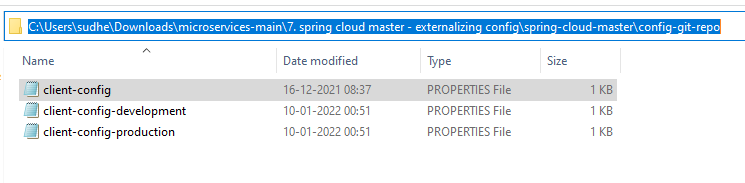 C:\Users\sudhe\Downloads\microservices-main\7. spring cloud master - externalizing config\spring-cloud-master\config-git-repo
Name Date modified Type Size
client-config 16-12-2021 08:37 PROPERTIES File 1 KB
client-config-development 10-01-2022 00:51 PROPERTIES File 1 KB
client-config-production 10-01-2022 00:51 PROPERTIES File 1 KB